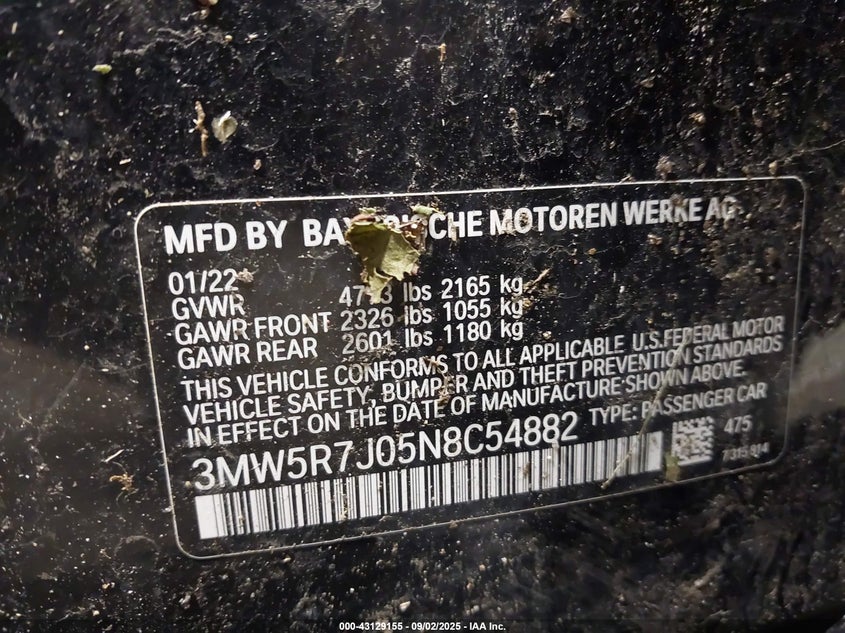 MFD BY CHE MOTOREN WERKE AG
01/22
GVWR lbs 2165 kg
GAWR FRONT 2326 lbs 1055 kg
GAWR REAR 2601 lbs 1180 kg
THIS VEHICLE CONFORMS TO ALL APPLICABLE U.S.FEDERAL MOTOR
VEHICLE SAFETY, BUMPER AND THEFT PREVENTION STANDARDS
IN EFFECT ON THE DATE OF MANUFACTURE SHOWN ABOVE.
3MW5R7J05N8C54882 TYPE: PASSENGER CAR
475
000-43129155 - 09/02/2025 - IAA Inc.